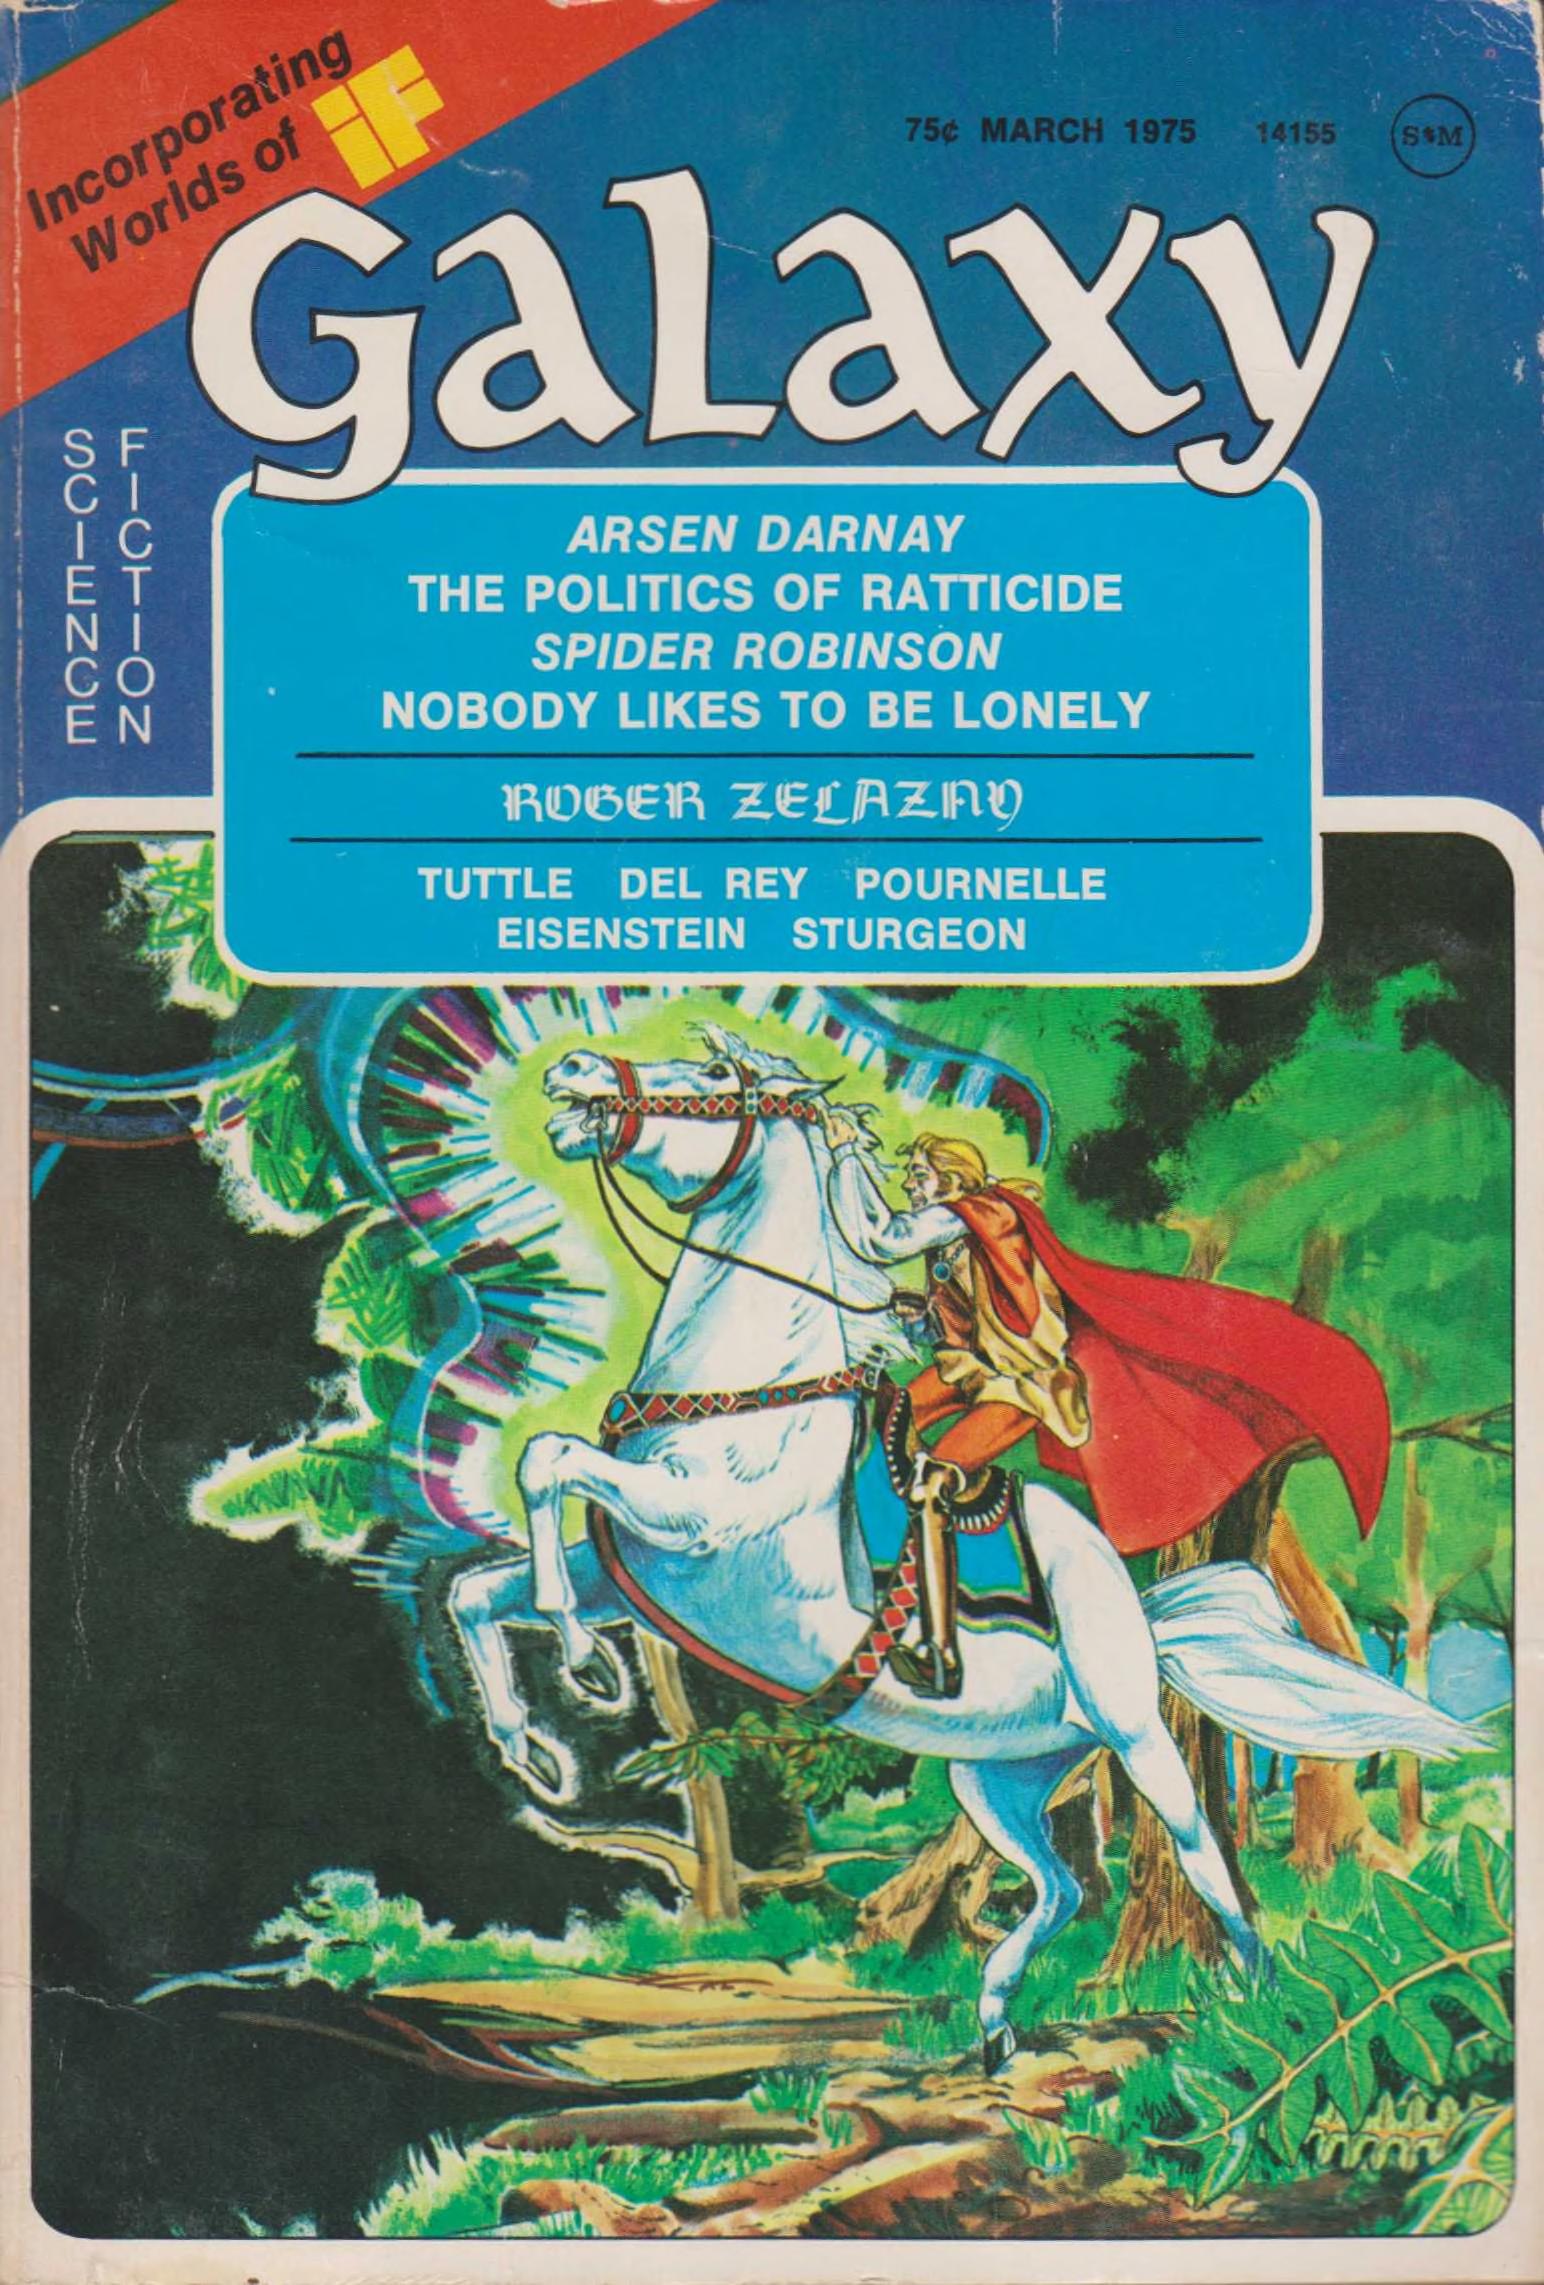 Incorporating
Worlds of IF
75¢ MARCH 1975 14155 S M
GaLaxy
SCIENCE
FICTION
ARSEN DARNAY
THE POLITICS OF RATTICIDE
SPIDER ROBINSON
NOBODY LIKES TO BE LONELY
ROGER ZELAZNY
TUTTLE DEL REY POURNELLE
EISENSTEIN STURGEON